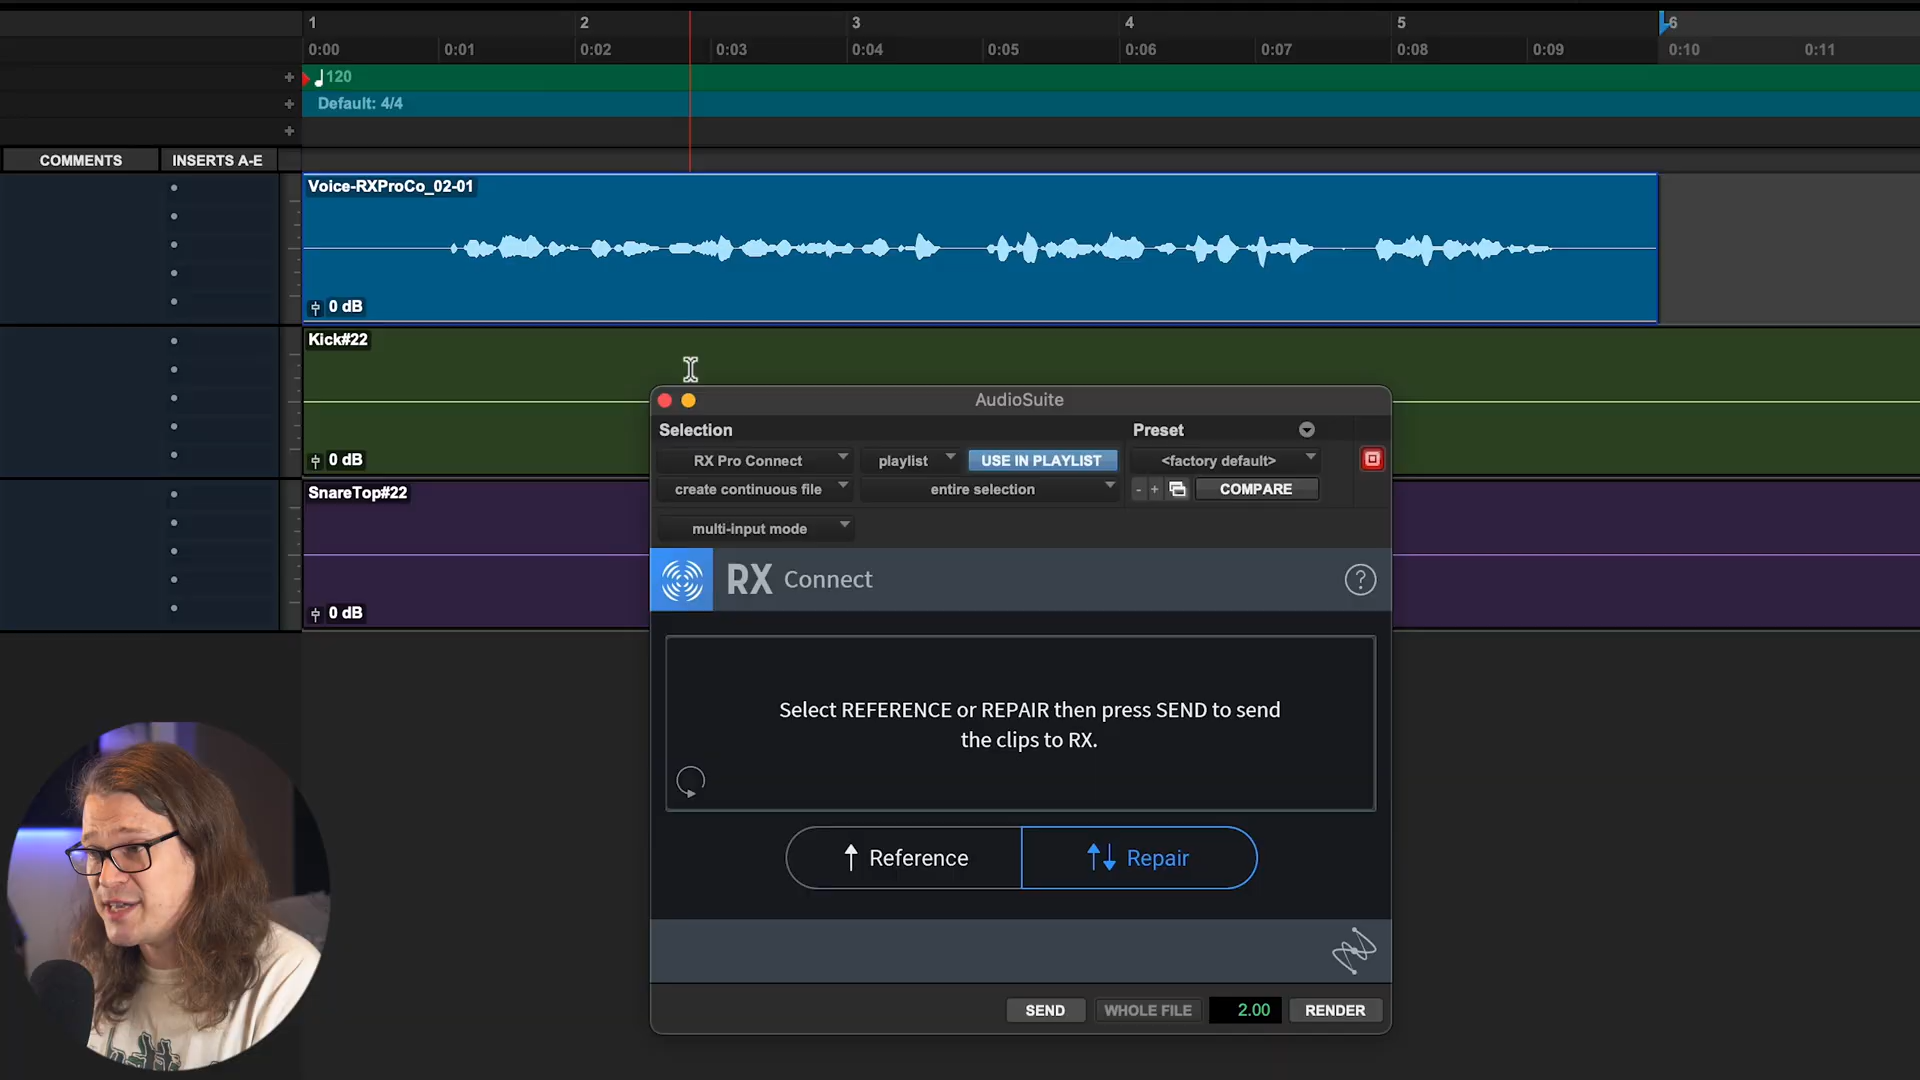 1 2 3 4 5 6
0:00 0:01 0:02 0:03 0:04 0:05 0:06 0:07 0:08 0:09 0:10 0:11
+ 120
+ Default: 4/4
+
COMMENTS INSERTS A-E
Voice-RXProCo_02-01
0 dB
Kick#22
0 dB
SnareTop#22
0 dB
AudioSuite
Selection Preset
RX Pro Connect playlist USE IN PLAYLIST <factory default>
create continuous file entire selection - + COMPARE
multi-input mode
RX Connect ?
Select REFERENCE or REPAIR then press SEND to send
the clips to RX.
Reference Repair
SEND WHOLE FILE 2.00 RENDER